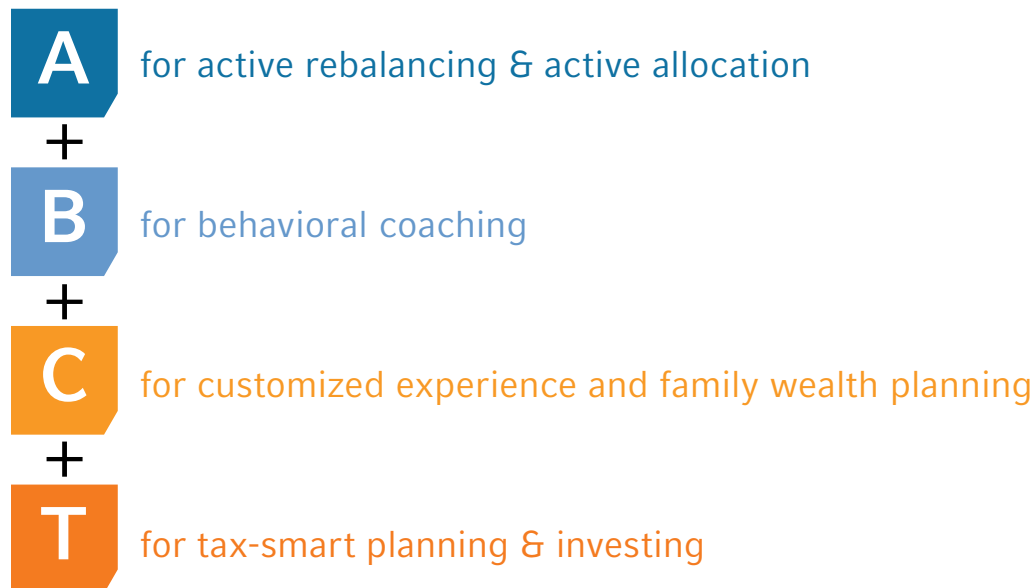 A for active rebalancing & active allocation
+
B for behavioral coaching
+
C for customized experience and family wealth planning
+
T for tax-smart planning & investing